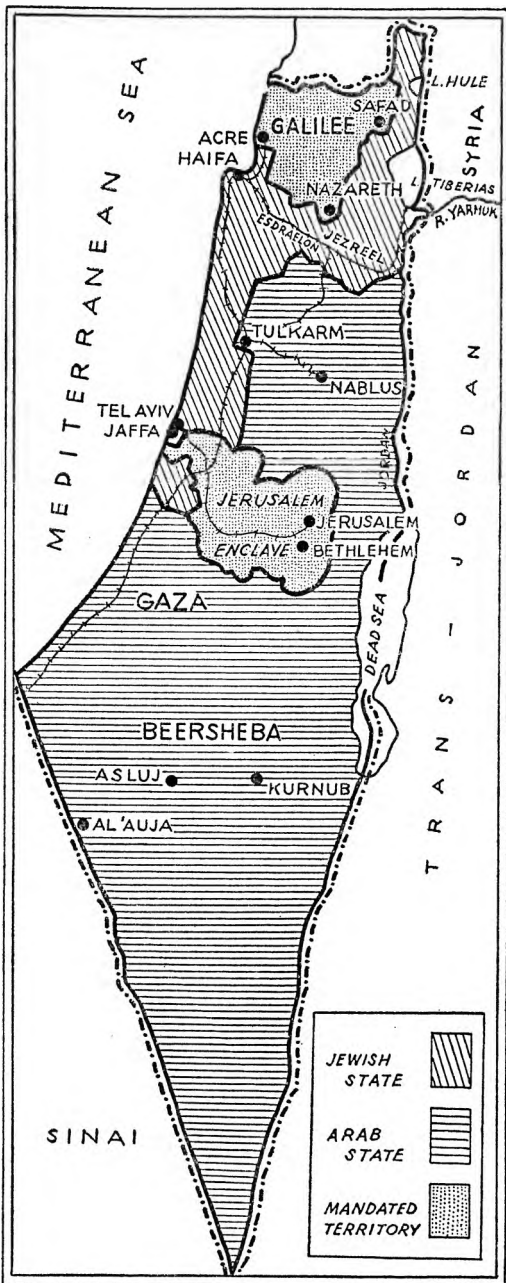 MEDITERRANEAN SEA
L. HULE
SAFAD
GALILEE
ACRE
HAIFA
SYRIA
L. TIBERIAS
NAZARETH
R. YARHUK
JEZREEL
ESDRAELON
TULKARM
NABLUS
TEL AVIV
JAFFA
JORDAN
JERUSALEM
ENCLAVE
JERUSALEM
BETHLEHEM
TRANS - JORDAN
GAZA
DEAD SEA
BEERSHEBA
ASLUJ
KURNUB
AL'AUJA
SINAI
JEWISH
STATE
ARAB
STATE
MANDATED
TERRITORY